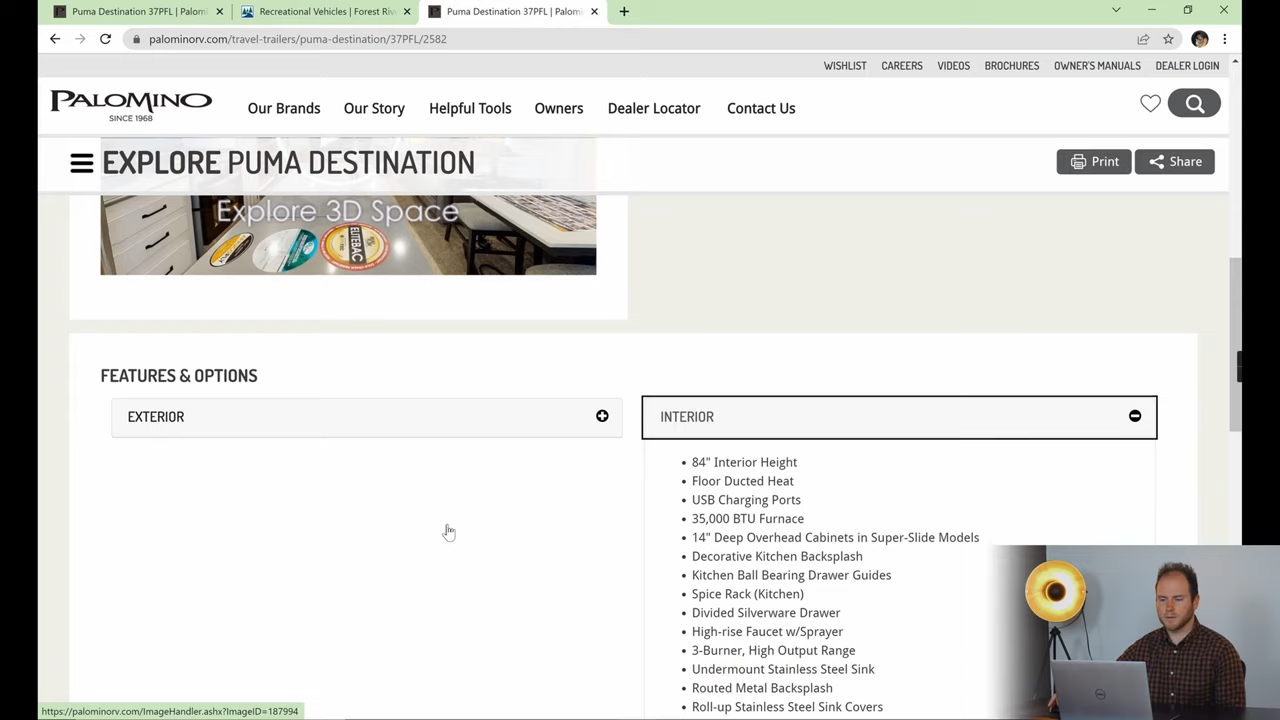 Puma Destination 37PFL | Palomi
Recreational Vehicles | Forest Riv
Puma Destination 37PFL | Palomi
palominorv.com/travel-trailers/puma-destination/37PFL/2582
WISHLIST CAREERS VIDEOS BROCHURES OWNER'S MANUALS DEALER LOGIN
PALOMINO
SINCE 1968
Our Brands Our Story Helpful Tools Owners Dealer Locator Contact Us
EXPLORE PUMA DESTINATION
Print Share
Explore 3D Space
ELITEBAC
FEATURES & OPTIONS
EXTERIOR
INTERIOR
• 84" Interior Height
• Floor Ducted Heat
• USB Charging Ports
• 35,000 BTU Furnace
• 14" Deep Overhead Cabinets in Super-Slide Models
• Decorative Kitchen Backsplash
• Kitchen Ball Bearing Drawer Guides
• Spice Rack (Kitchen)
• Divided Silverware Drawer
• High-rise Faucet w/Sprayer
• 3-Burner, High Output Range
• Undermount Stainless Steel Sink
• Routed Metal Backsplash
• Roll-up Stainless Steel Sink Covers
https://palominorv.com/ImageHandler.ashx?ImageID=187994